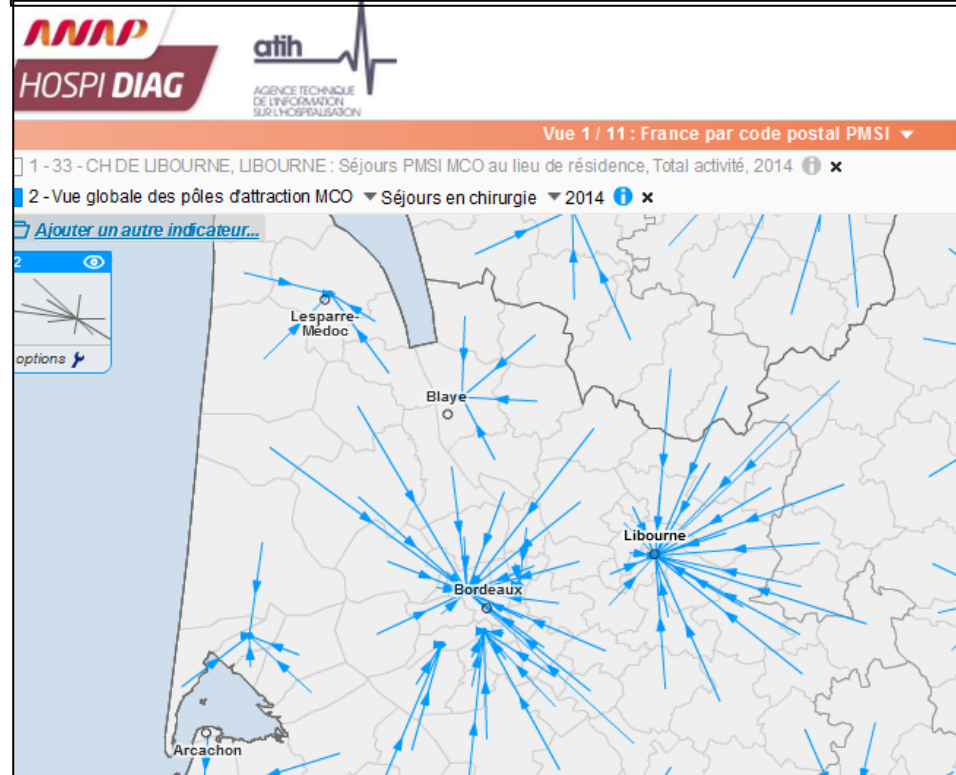 ANAP
HOSPI DIAG
atih
AGENCE TECHNIQUE
DE L'INFORMATION
SUR L'HOSPITALISATION
Vue 1 / 11 : France par code postal PMSI
1 - 33 - CH DE LIBOURNE, LIBOURNE : Séjours PMSI MCO au lieu de résidence, Total activité, 2014 i ×
2 - Vue globale des pôles d'attraction MCO Séjours en chirurgie 2014 i ×
Ajouter un autre indicateur...
2
options
Lesparre-
Médoc
Blaye
Libourne
Bordeaux
Arcachon